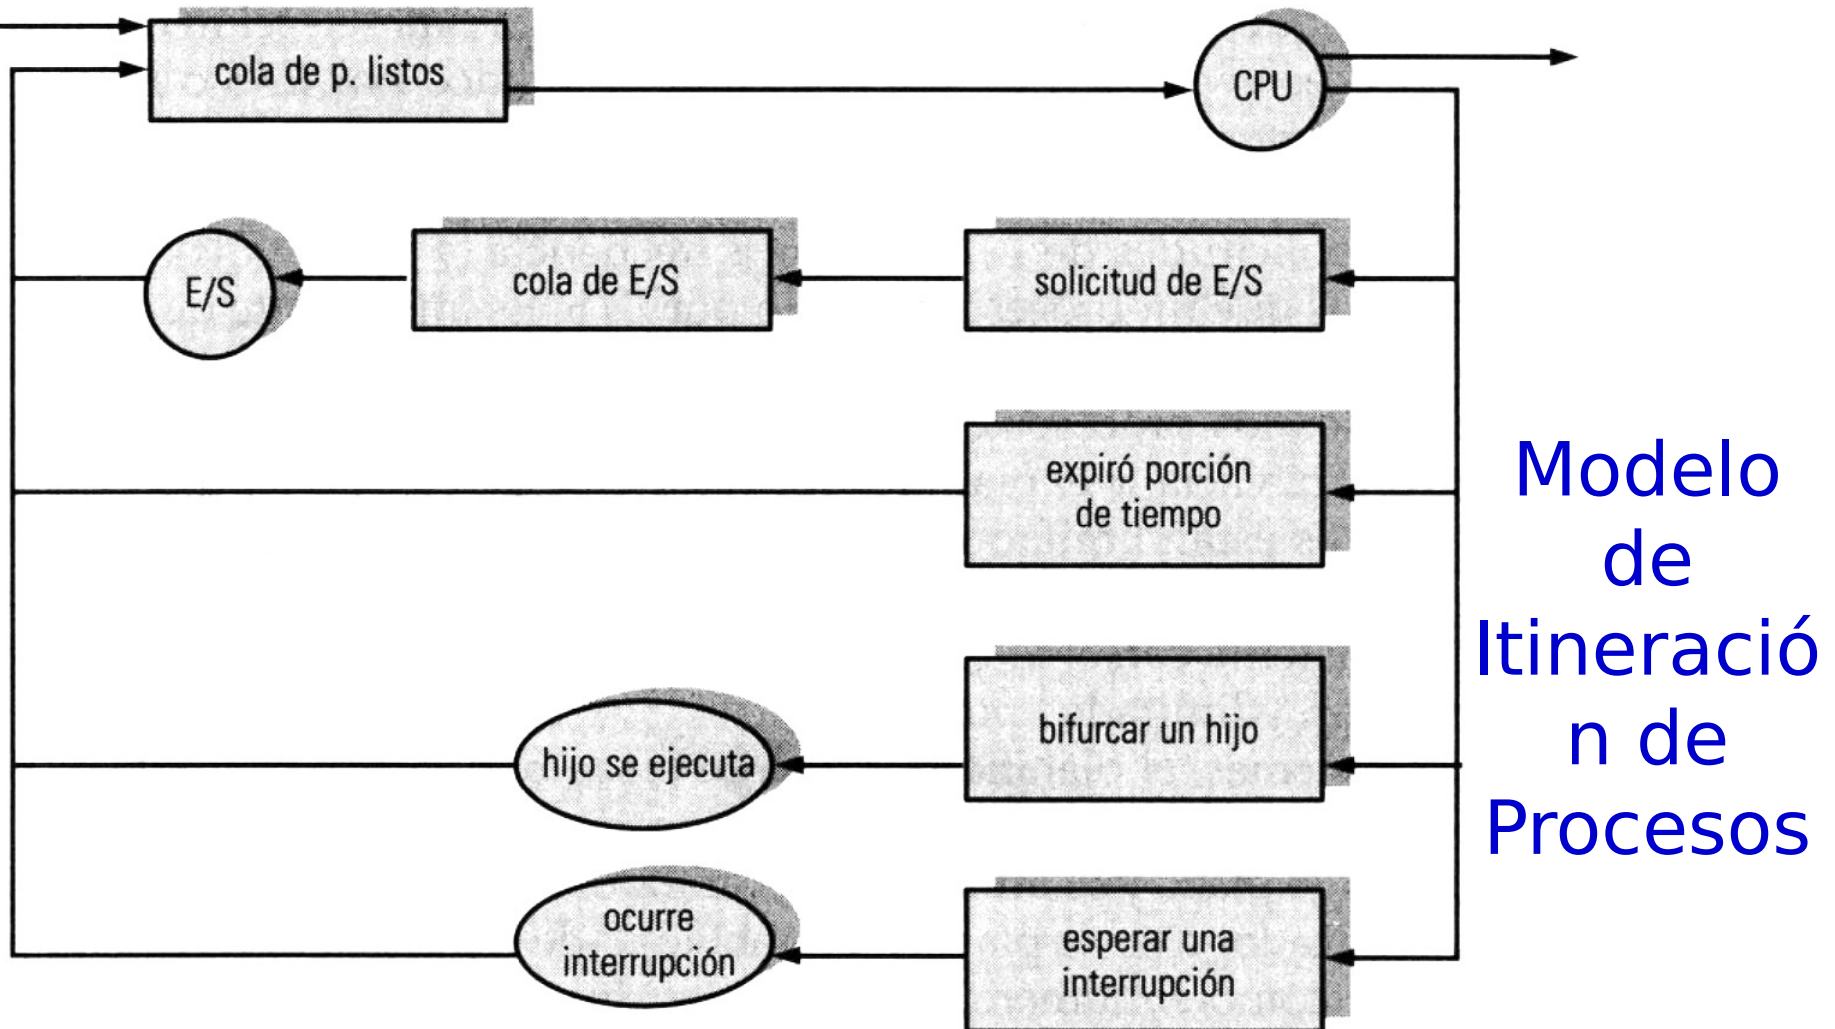 cola de p. listos
CPU
E/S
cola de E/S
solicitud de E/S
expiró porción
de tiempo
bifurcar un hijo
hijo se ejecuta
ocurre
interrupción
esperar una
interrupción
Modelo
de
Itineració
n de
Procesos